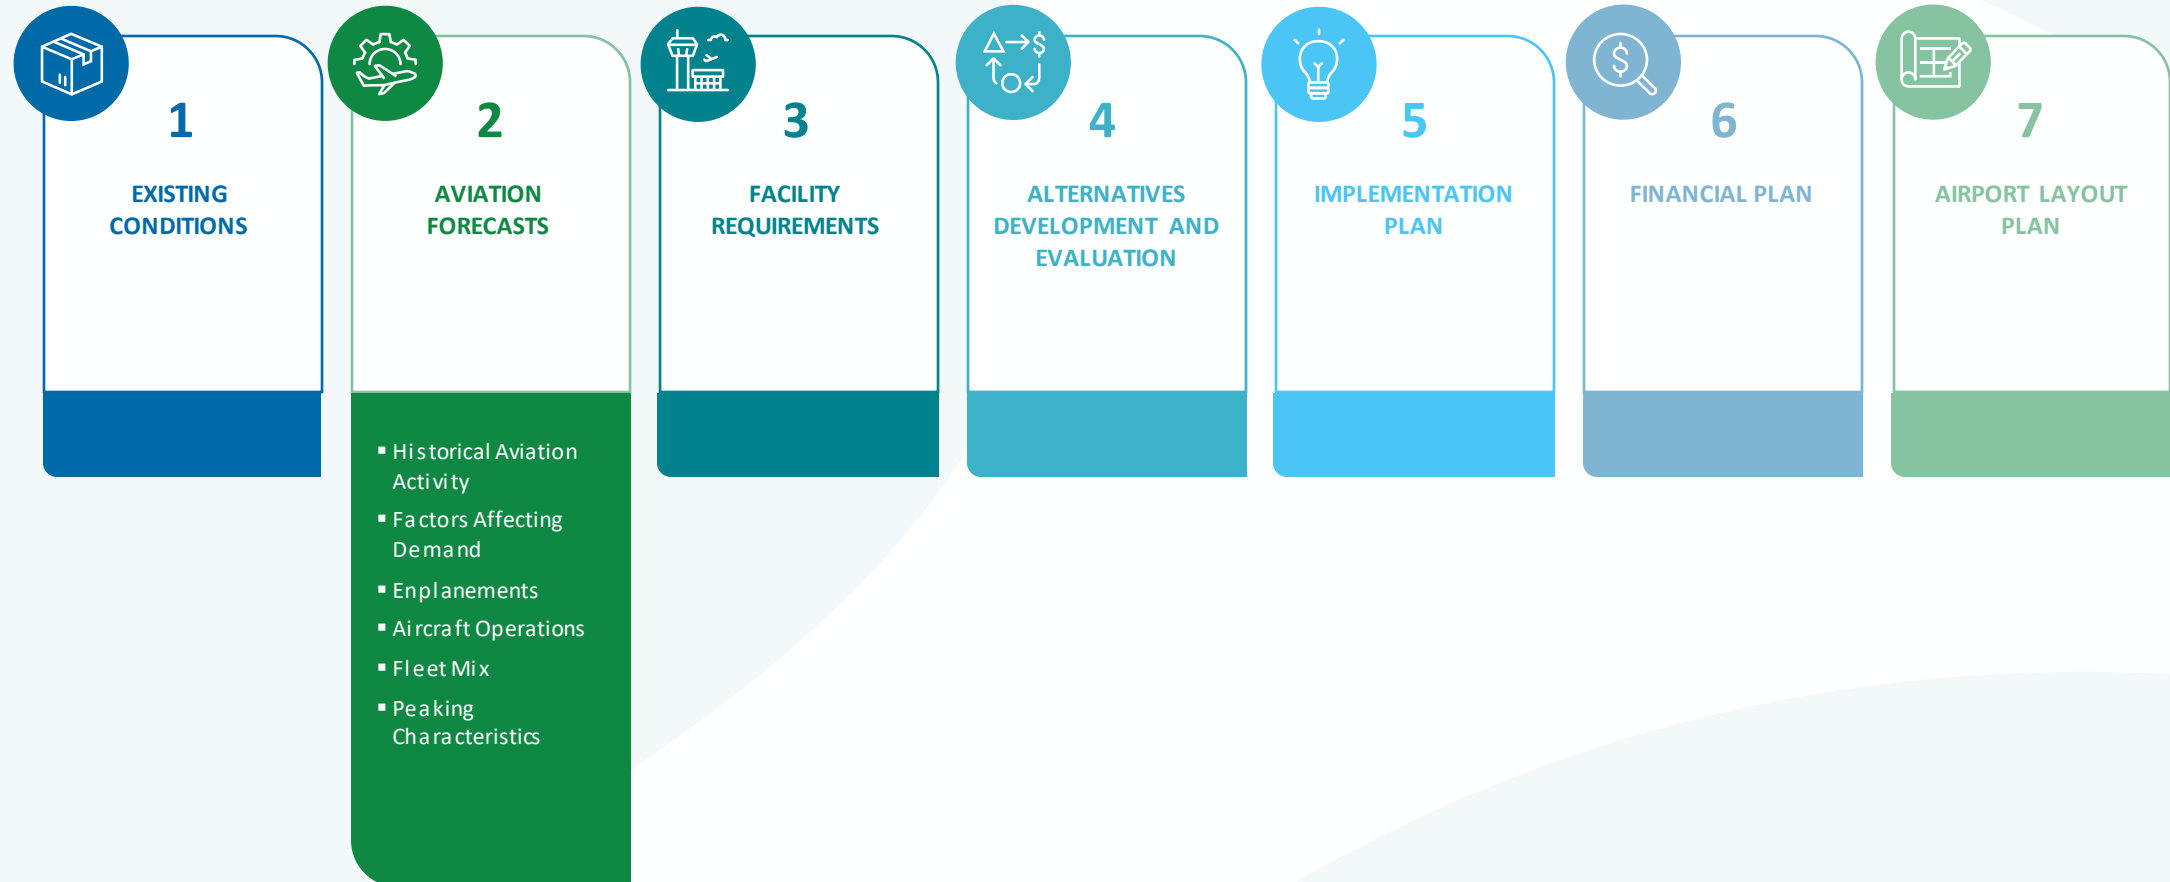 1
EXISTING
CONDITIONS
2
AVIATION
FORECASTS
▪ Historical Aviation
Activity
▪ Factors Affecting
Demand
▪ Enplanements
▪ Aircraft Operations
▪ Fleet Mix
▪ Peaking
Characteristics
3
FACILITY
REQUIREMENTS
4
ALTERNATIVES
DEVELOPMENT AND
EVALUATION
5
IMPLEMENTATION
PLAN
6
FINANCIAL PLAN
7
AIRPORT LAYOUT
PLAN